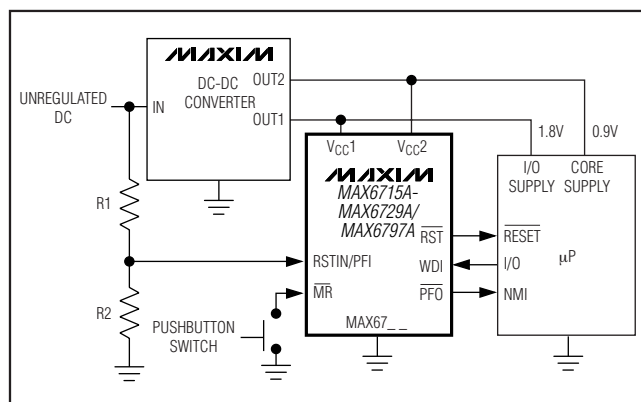 MAXIM
DC-DC
CONVERTER
OUT2
UNREGULATED
DC
IN
OUT1
1.8V
0.9V
VCC1
VCC2
MAXIM
MAX6715A–
MAX6729A/
MAX6797A
I/O
SUPPLY
CORE
SUPPLY
R1
RST
RESET
RSTIN/PFI
WDI
I/O
µP
MR
PFO
NMI
R2
PUSHBUTTON
SWITCH
MAX67_ _